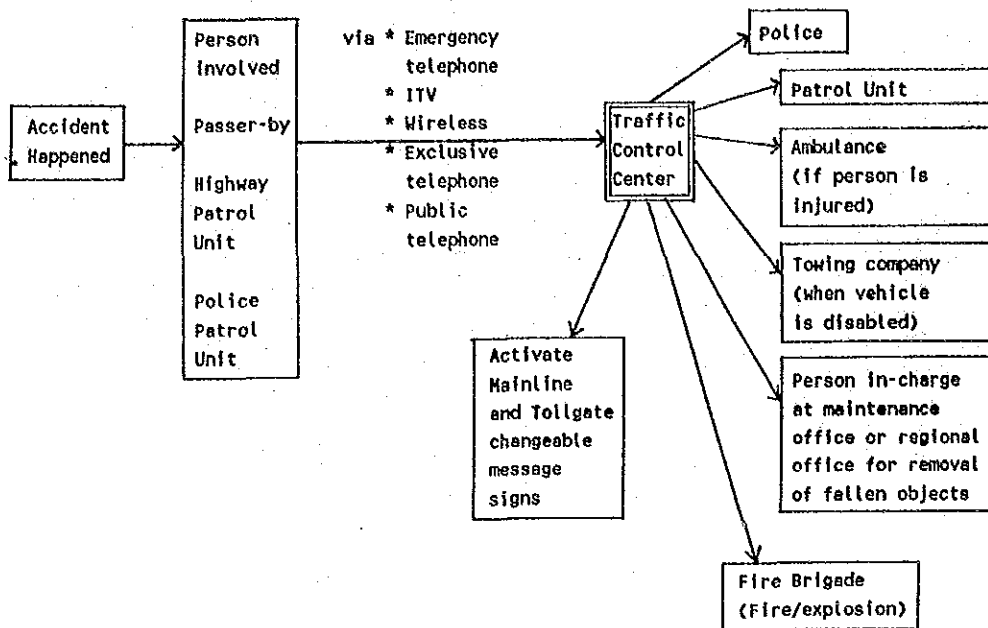 Accident
Happened
Person
involved
Passer-by
Highway
Patrol
Unit
Police
Patrol
Unit
via * Emergency
telephone
* ITV
* Wireless
* Exclusive
telephone
* Public
telephone
Traffic
Control
Center
Police
Patrol Unit
Ambulance
(if person is
injured)
Towing company
(when vehicle
is disabled)
Person in-charge
at maintenance
office or regional
office for removal
of fallen objects
Activate
Mainline
and Tollgate
changeable
message
signs
Fire Brigade
(Fire/explosion)